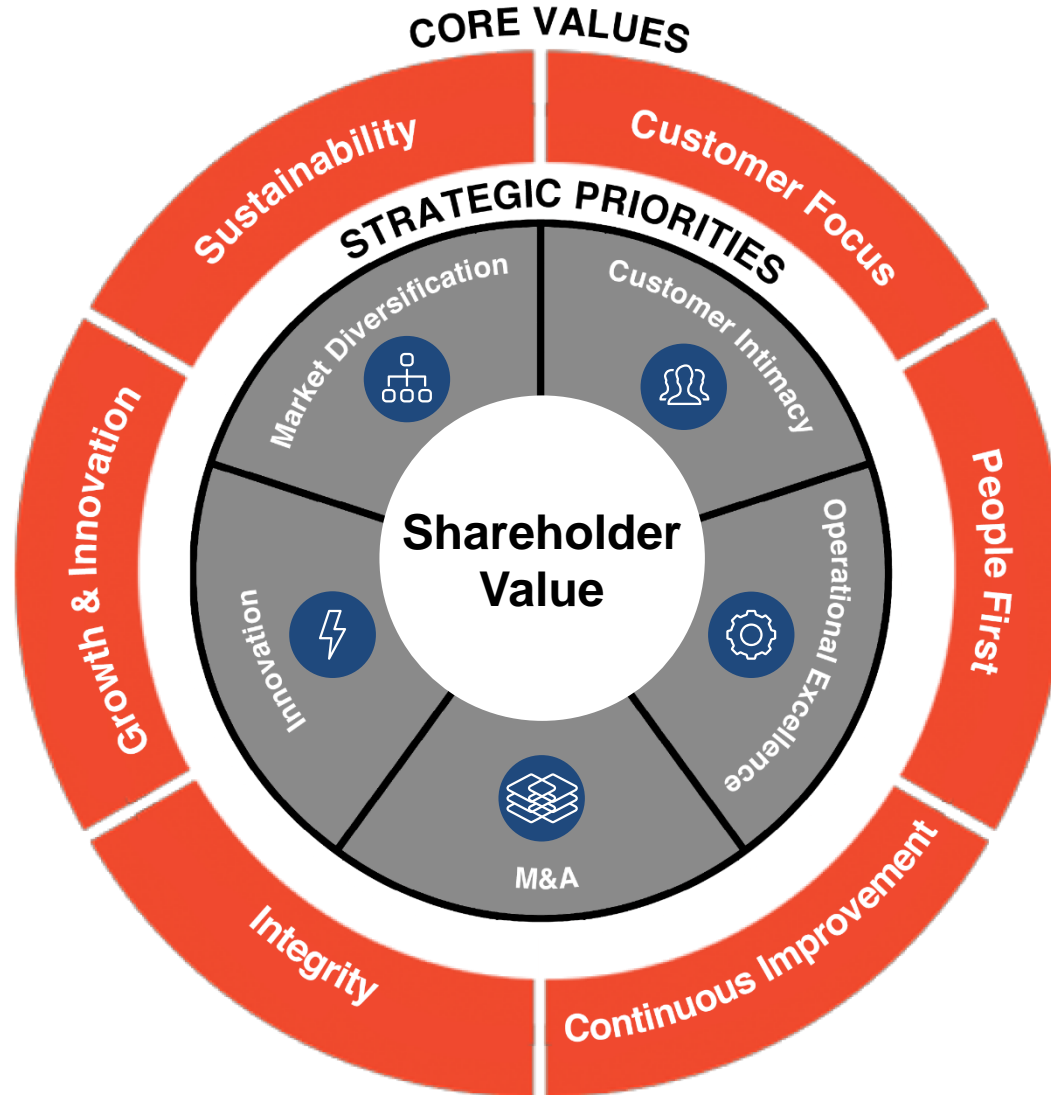 CORE VALUES
Sustainability
Customer Focus
People First
Continuous Improvement
Integrity
Growth & Innovation
STRATEGIC PRIORITIES
Market Diversification
Customer Intimacy
Operational Excellence
M&A
Innovation
Shareholder
Value